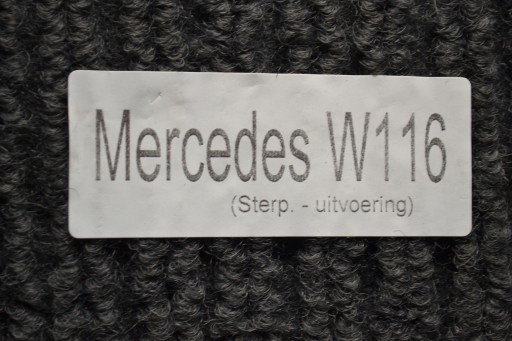 Mercedes W116
(Sterp. - uitvoering)